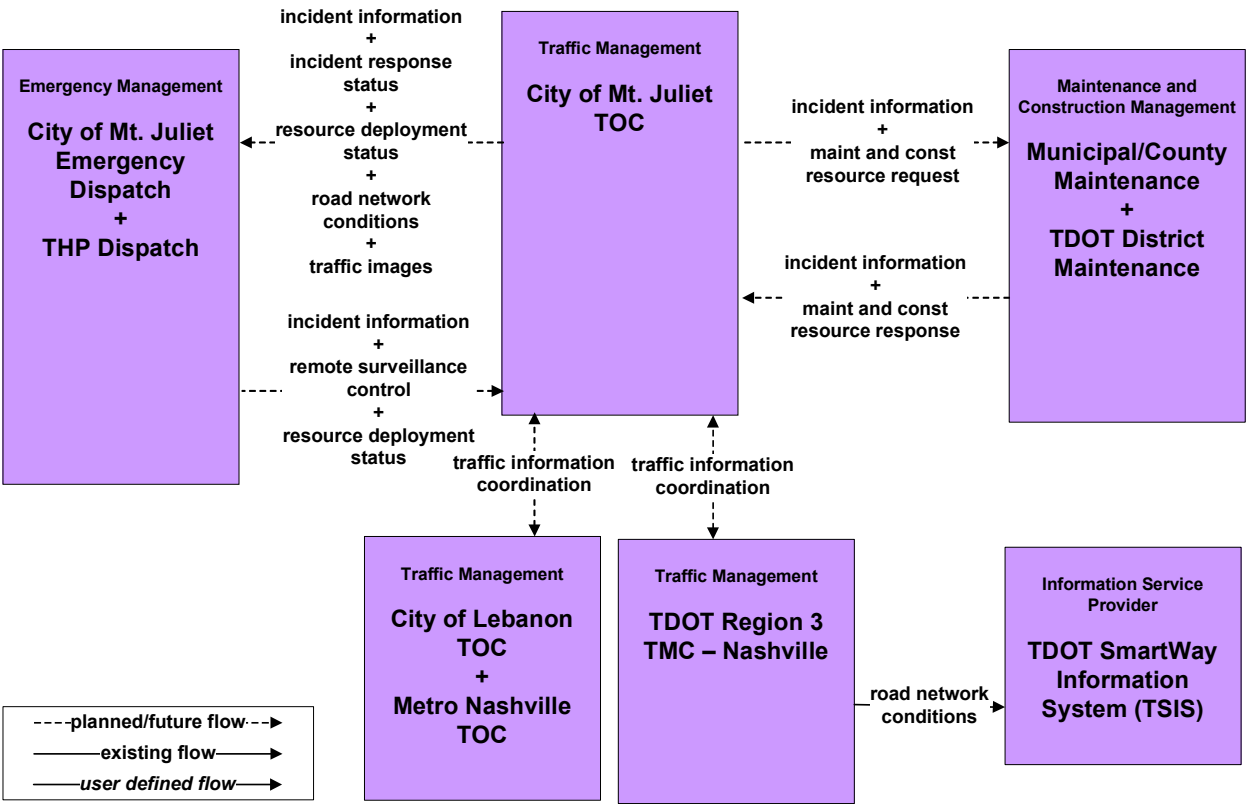 Emergency Management
City of Mt. Juliet
Emergency
Dispatch
+
THP Dispatch
incident information
+
incident response
status
+
resource deployment
status
+
road network
conditions
+
traffic images
incident information
+
remote surveillance
control
+
resource deployment
status
Traffic Management
City of Mt. Juliet
TOC
incident information
+
maint and const
resource request
incident information
+
maint and const
resource response
Maintenance and
Construction Management
Municipal/County
Maintenance
+
TDOT District
Maintenance
traffic information
coordination
traffic information
coordination
Traffic Management
City of Lebanon
TOC
+
Metro Nashville
TOC
Traffic Management
TDOT Region 3
TMC – Nashville
road network
conditions
Information Service
Provider
TDOT SmartWay
Information
System (TSIS)
planned/future flow
existing flow
user defined flow